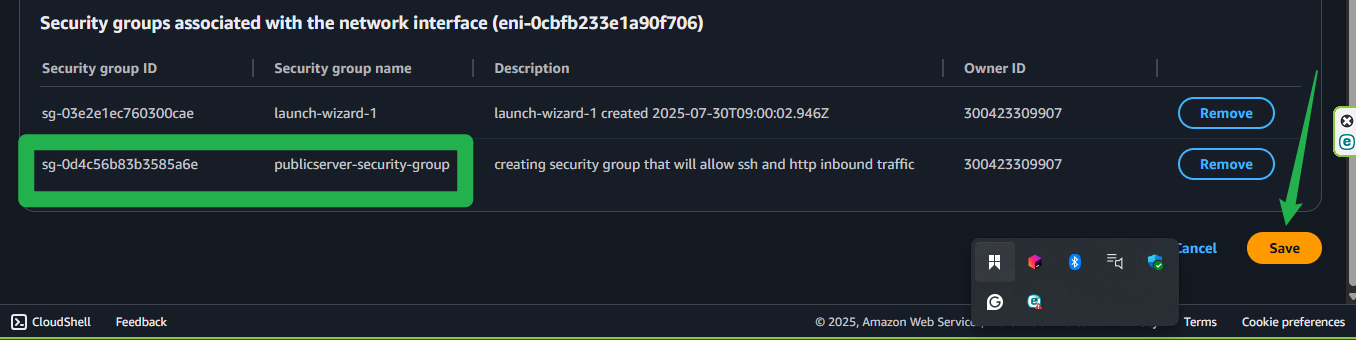 Security groups associated with the network interface (eni-0cbfb233e1a90f706)
Security group ID Security group name Description Owner ID
sg-03e2e1ec760300cae launch-wizard-1 launch-wizard-1 created 2025-07-30T09:00:02.946Z 300423309907 Remove
sg-0d4c56b83b3585a6e publicserver-security-group creating security group that will allow ssh and http inbound traffic 300423309907 Remove
Cancel Save
CloudShell Feedback © 2025, Amazon Web Services, Terms Cookie preferences